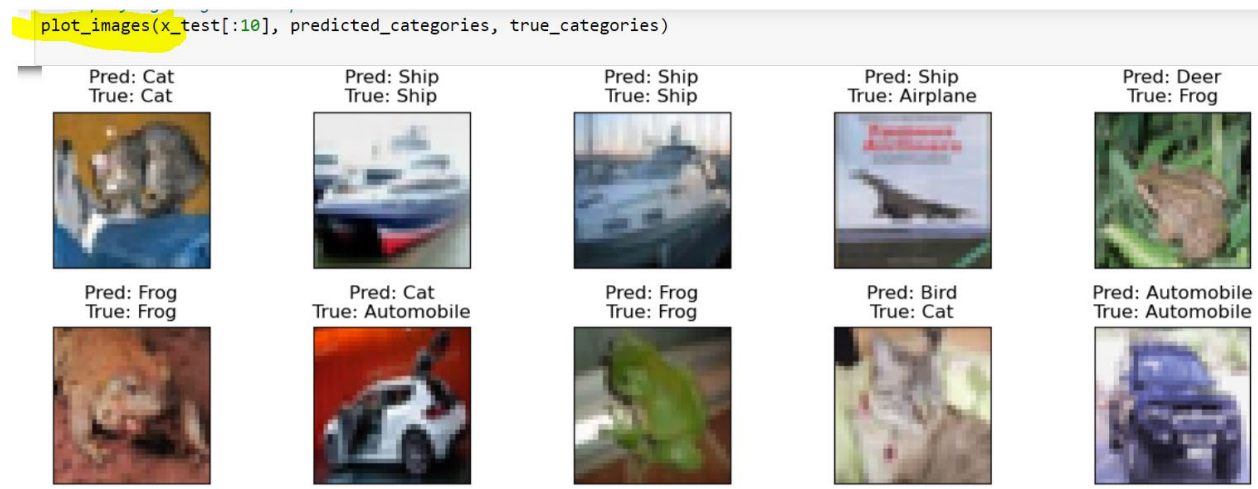 plot_images(x_test[:10], predicted_categories, true_categories)
Pred: Cat
True: Cat
Pred: Ship
True: Ship
Pred: Ship
True: Ship
Pred: Ship
True: Airplane
Pred: Deer
True: Frog
Pred: Frog
True: Frog
Pred: Cat
True: Automobile
Pred: Frog
True: Frog
Pred: Bird
True: Cat
Pred: Automobile
True: Automobile